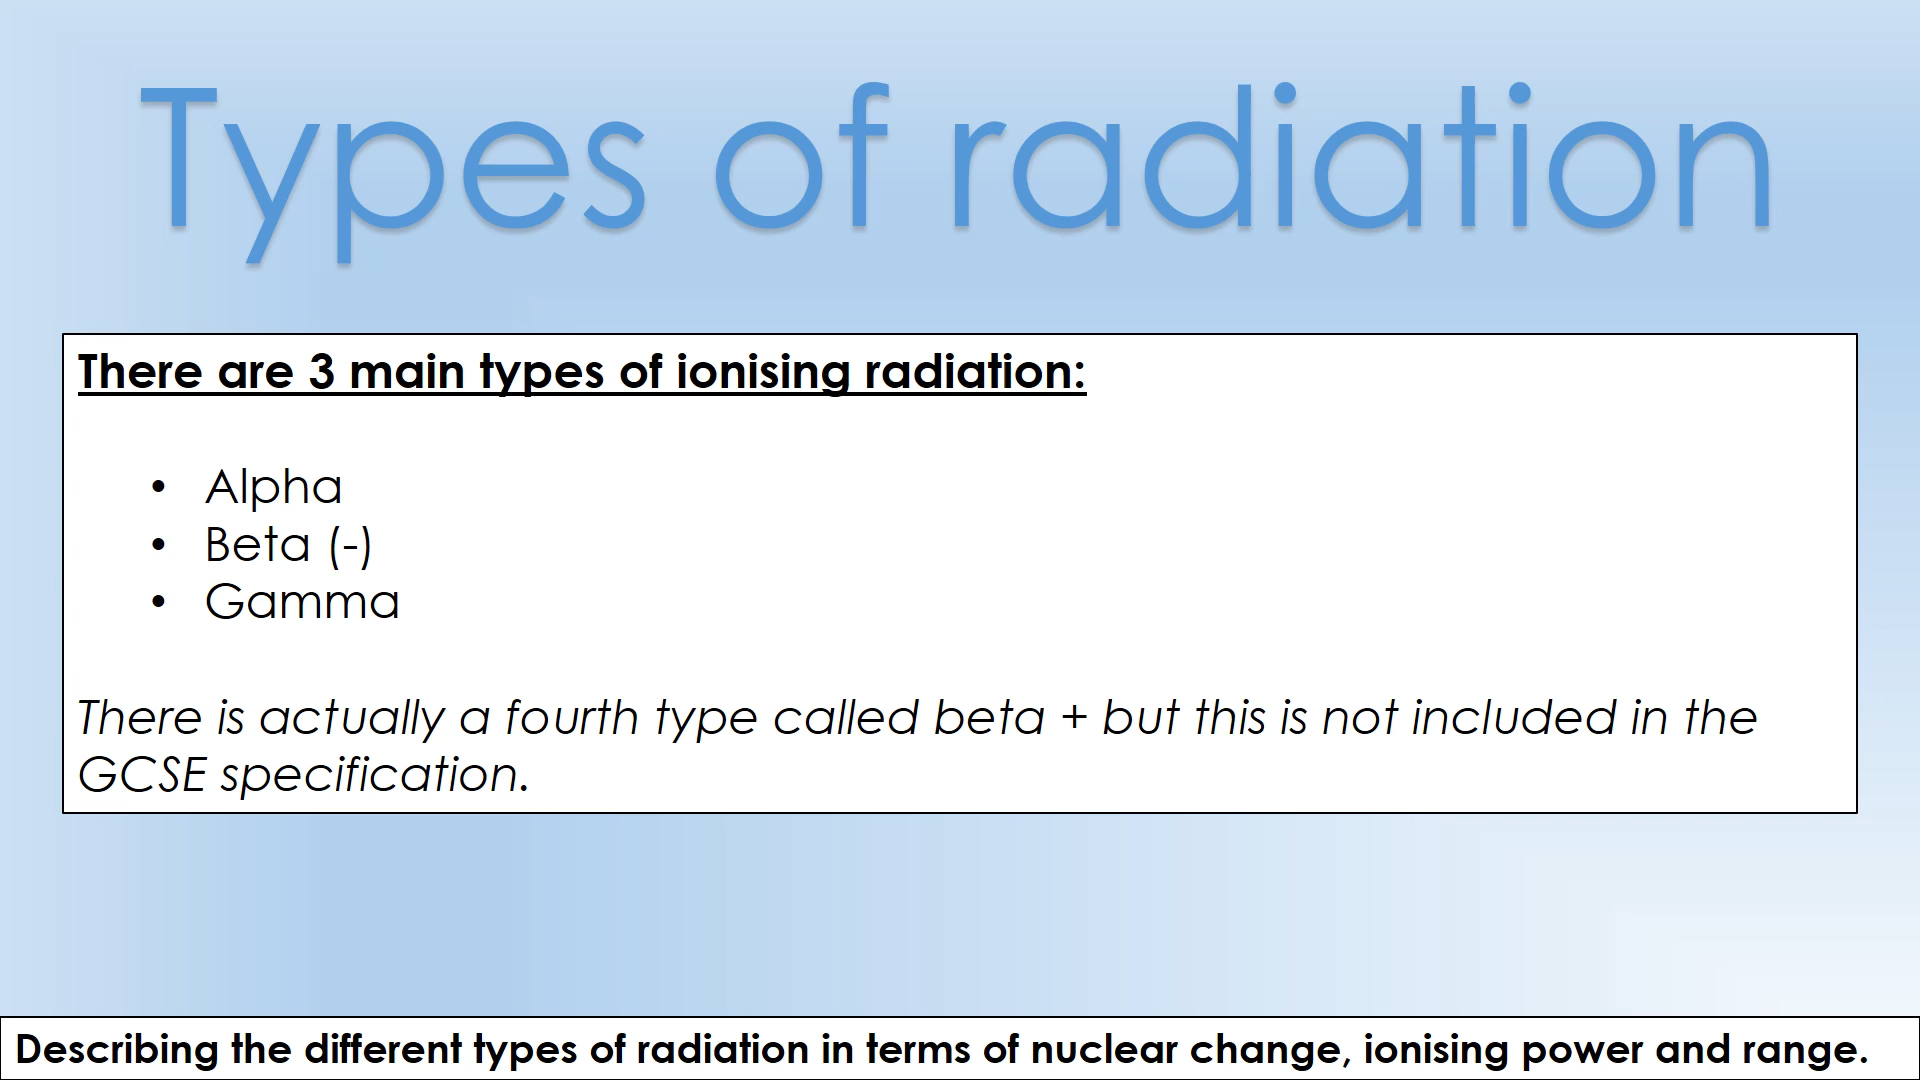 Types of radiation
There are 3 main types of ionising radiation:
• Alpha
• Beta (-)
• Gamma
There is actually a fourth type called beta + but this is not included in the
GCSE specification.
Describing the different types of radiation in terms of nuclear change, ionising power and range.